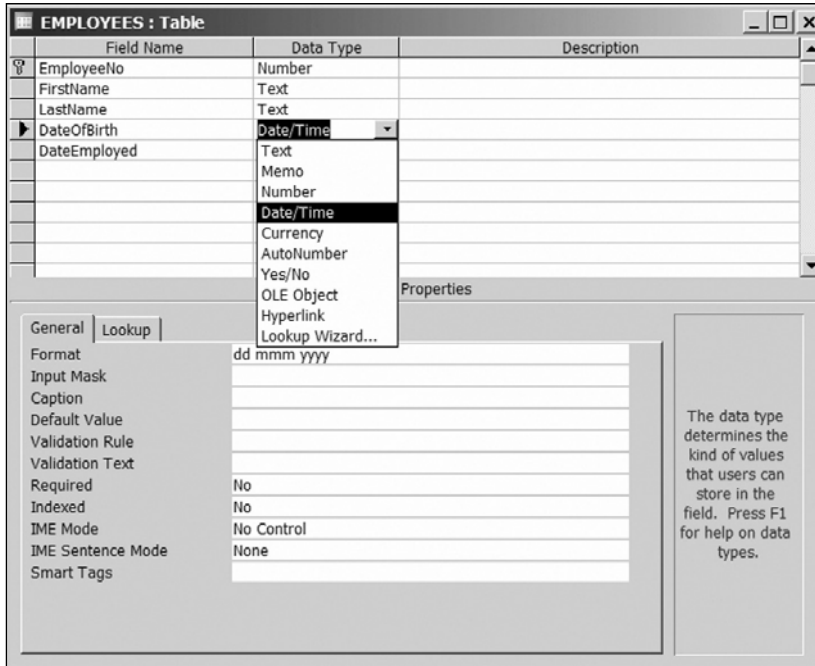 EMPLOYEES : Table
Field Name Data Type Description
EmployeeNo Number
FirstName Text
LastName Text
DateOfBirth Date/Time
DateEmployed Text
Memo
Number
Date/Time
Currency
AutoNumber
Yes/No
OLE Object
Hyperlink
Lookup Wizard...
Properties
General Lookup
Format dd mmm yyyy
Input Mask
Caption
Default Value
Validation Rule
Validation Text
Required No
Indexed No
IME Mode No Control
IME Sentence Mode None
Smart Tags
The data type
determines the
kind of values
that users can
store in the
field. Press F1
for help on data
types.